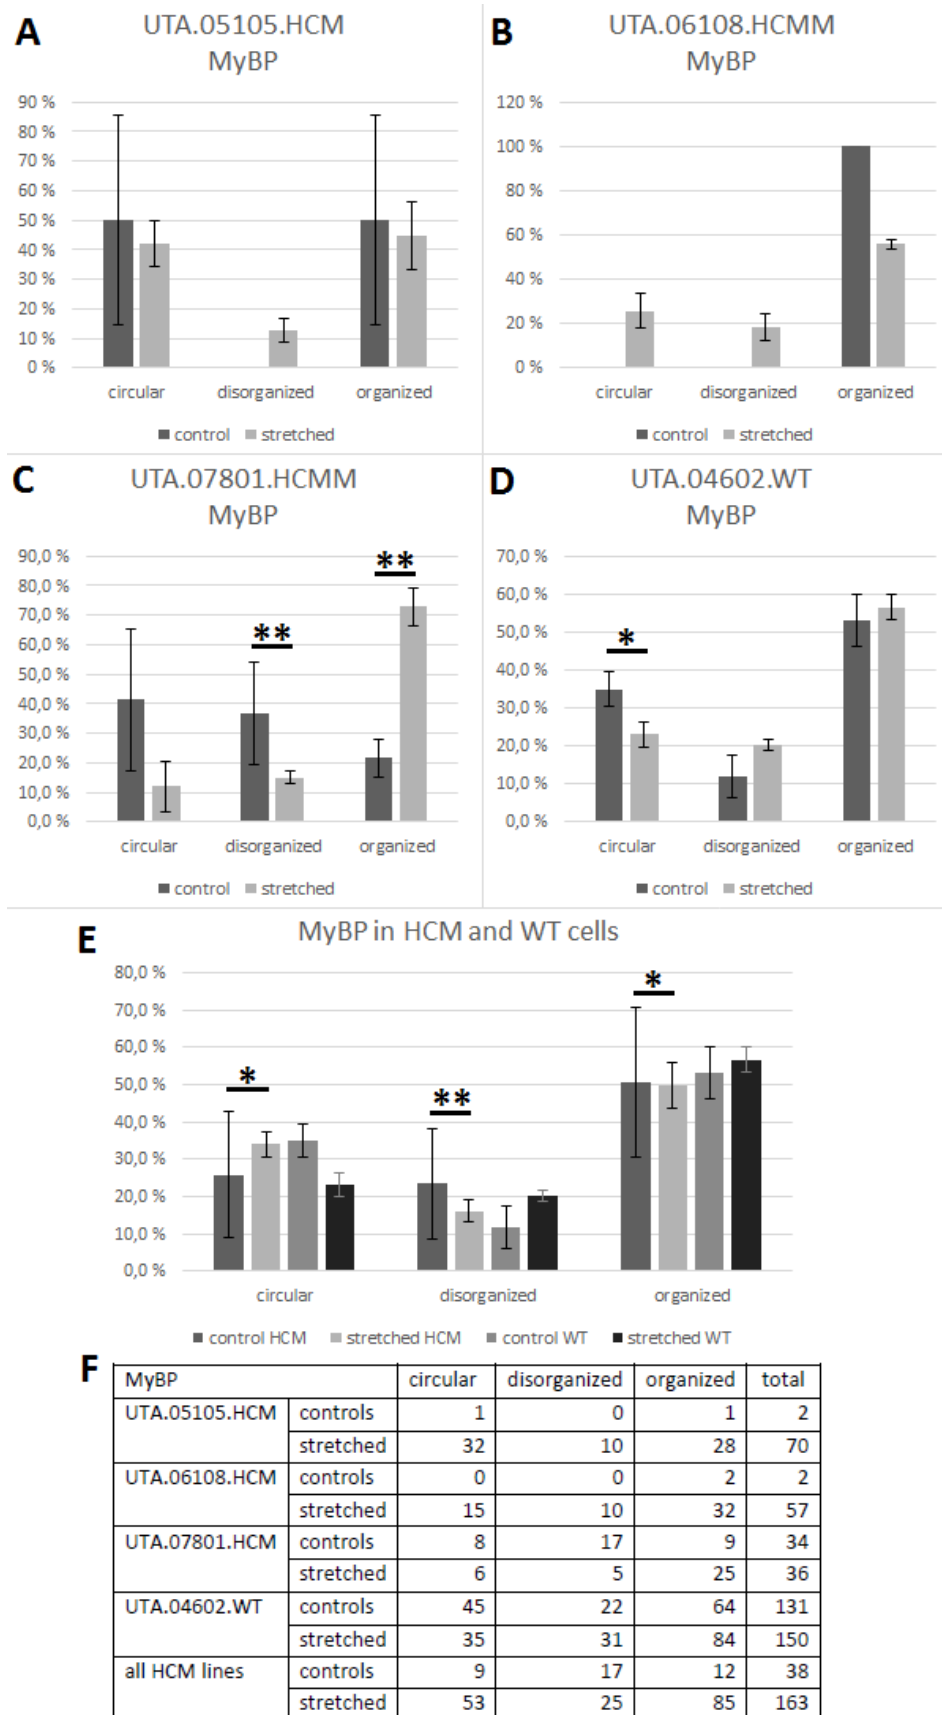 A
UTA.05105.HCM
MyBP
90 %
80 %
70 %
60 %
50 %
40 %
30 %
20 %
10 %
0 %
circular disorganized organized
control stretched
B
UTA.06108.HCMM
MyBP
120 %
100 %
80 %
60 %
40 %
20 %
0 %
circular disorganized organized
control stretched
C
UTA.07801.HCMM
MyBP
90,0 %
80,0 %
70,0 %
60,0 %
50,0 %
40,0 %
30,0 %
20,0 %
10,0 %
0,0 %
**
**
circular disorganized organized
control stretched
D
UTA.04602.WT
MyBP
70,0 %
60,0 %
50,0 %
40,0 %
30,0 %
20,0 %
10,0 %
0,0 %
*
circular disorganized organized
control stretched
E
MyBP in HCM and WT cells
80,0 %
70,0 %
60,0 %
50,0 %
40,0 %
30,0 %
20,0 %
10,0 %
0,0 %
*
**
*
circular disorganized organized
control HCM stretched HCM control WT stretched WT
F
MyBP circular disorganized organized total
UTA.05105.HCM controls 1 0 1 2
stretched 32 10 28 70
UTA.06108.HCM controls 0 0 2 2
stretched 15 10 32 57
UTA.07801.HCM controls 8 17 9 34
stretched 6 5 25 36
UTA.04602.WT controls 45 22 64 131
stretched 35 31 84 150
all HCM lines controls 9 17 12 38
stretched 53 25 85 163